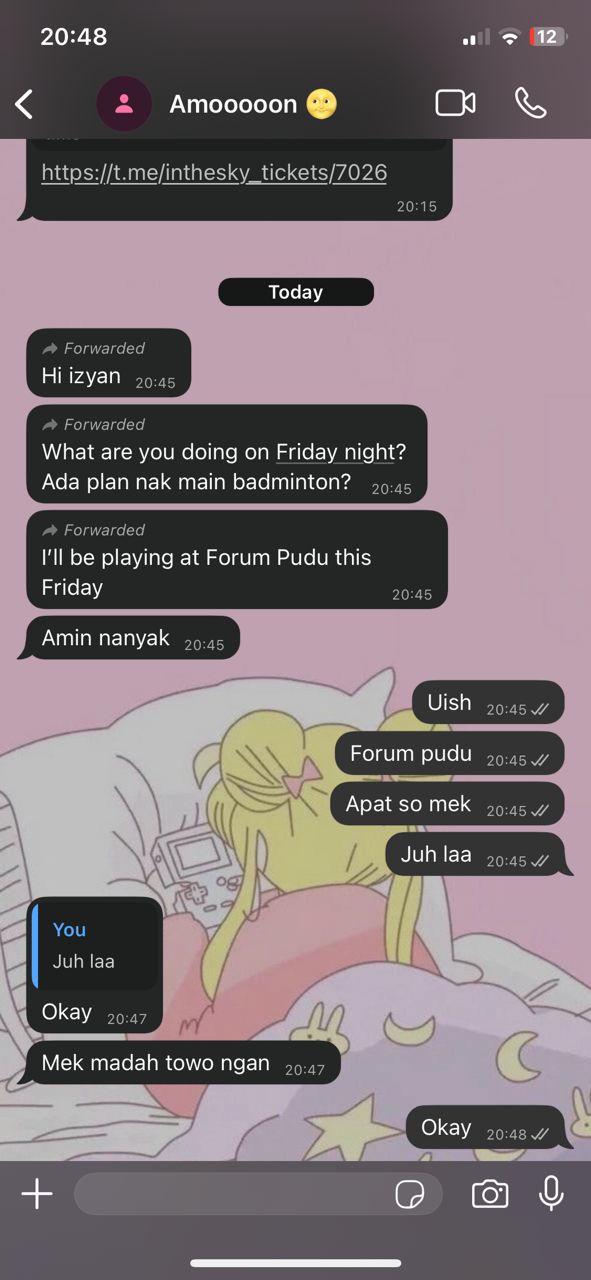 20:48
12
Amooooon 🌝
https://t.me/inthesky_tickets/7026
20:15
Today
Forwarded
Hi izyan 20:45
Forwarded
What are you doing on Friday night?
Ada plan nak main badminton? 20:45
Forwarded
I’ll be playing at Forum Pudu this
Friday 20:45
Amin nanyak 20:45
Uish 20:45
Forum pudu 20:45
Apat so mek 20:45
Juh laa 20:45
You
Juh laa
Okay 20:47
Mek madah towo ngan 20:47
Okay 20:48